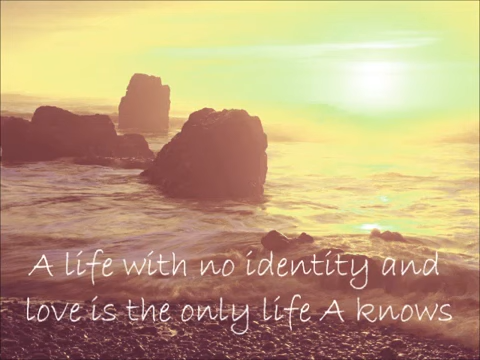 A life with no identity and
love is the only life A knows